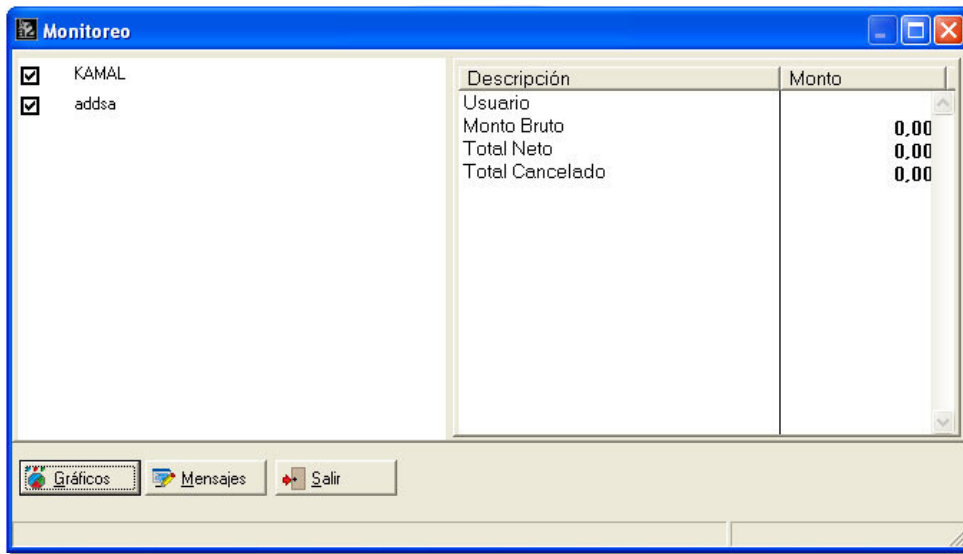 Monitoreo
KAMAL
addsa
Descripción Monto
Usuario
Monto Bruto 0,00
Total Neto 0,00
Total Cancelado 0,00
Gráficos Mensajes Salir